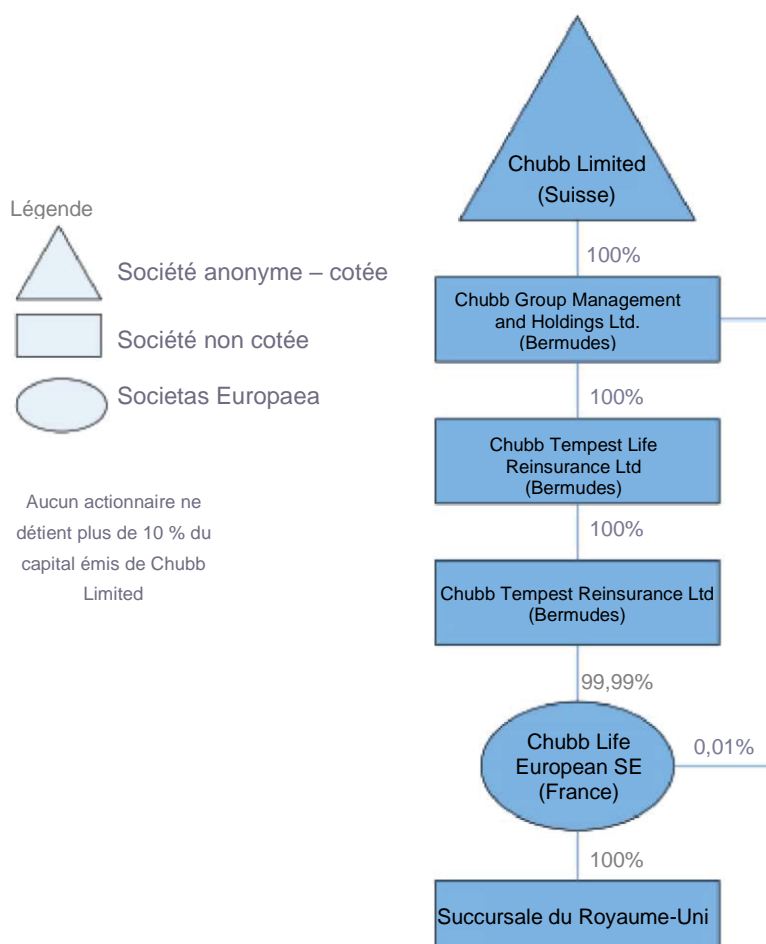 Légende
Société anonyme – cotée
Société non cotée
Societas Europaea
Aucun actionnaire ne
détient plus de 10 % du
capital émis de Chubb
Limited
Chubb Limited
(Suisse)
100%
Chubb Group Management
and Holdings Ltd.
(Bermudes)
100%
Chubb Tempest Life
Reinsurance Ltd
(Bermudes)
100%
Chubb Tempest Reinsurance Ltd
(Bermudes)
99,99%
Chubb Life
European SE
(France)
0,01%
100%
Succursale du Royaume-Uni